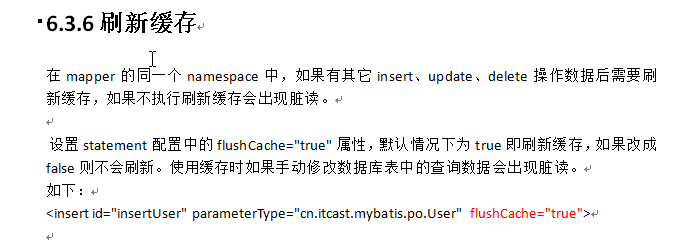 6.3.6 刷新缓存
在 mapper 的同一个 namespace 中，如果有其它 insert、update、delete 操作数据后需要刷
新缓存，如果不执行刷新缓存会出现脏读。
设置 statement 配置中的 flushCache="true" 属性，默认情况下为 true 即刷新缓存，如果改成
false 则不会刷新。使用缓存时如果手动修改数据库表中的查询数据会出现脏读。
如下：
<insert id="insertUser" parameterType="cn.itcast.mybatis.po.User" flushCache="true">